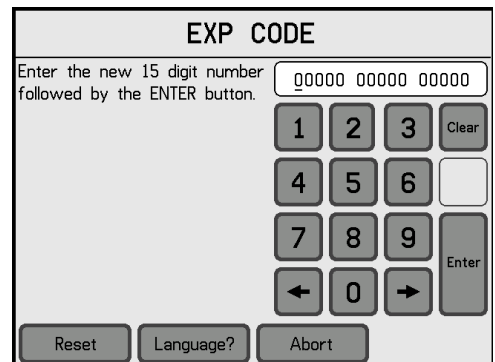 EXP CODE
Enter the new 15 digit number
followed by the ENTER button.
00000 00000 00000
1 2 3 Clear
4 5 6
7 8 9
Enter
← 0 →
Reset Language? Abort